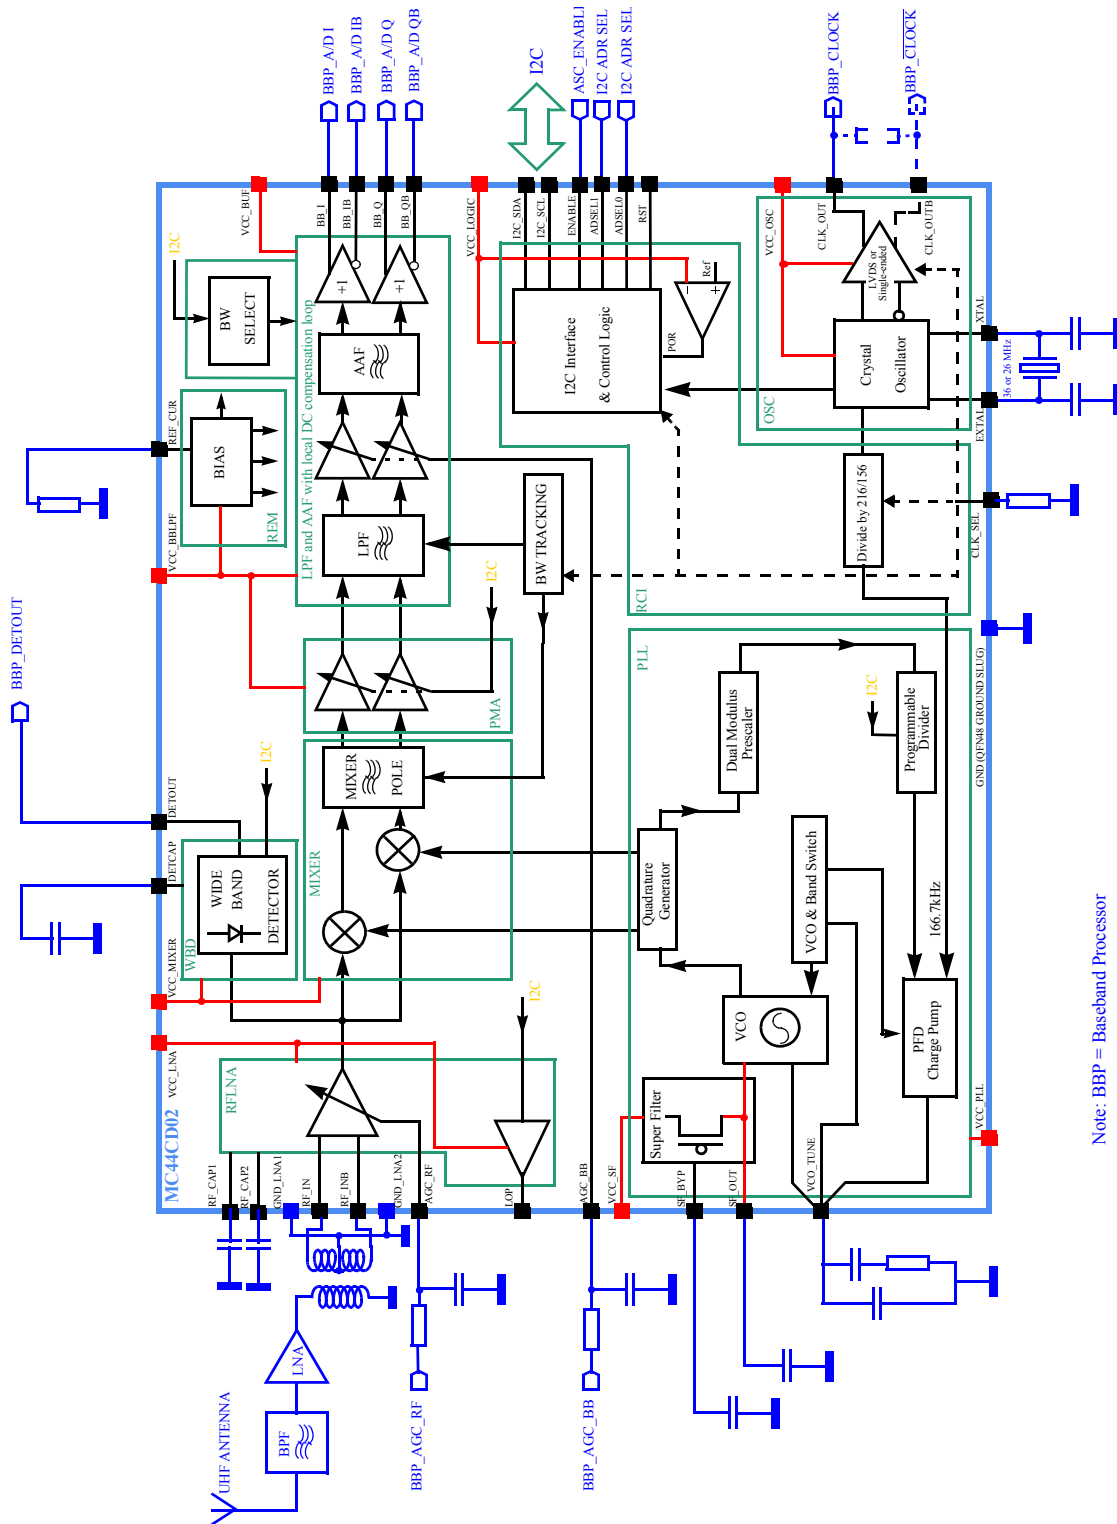 BBP_A/D I
BBP_A/D IB
BBP_A/D Q
BBP_A/D QB
I2C
ASC_ENABLE
I2C ADR SEL
I2C ADR SEL
BBP_CLOCK
BBP_CLOCK
VCC_BUF
BB_I
BB_IB
BB_Q
BB_QB
VCC_LOGIC
I2C_SDA
I2C_SCL
ENABLE
ADSEL1
ADSEL0
RST
VCC_OSC
CLK_OUT
CLK_OUTB
I2C
BW
SELECT
+1
+1
LPF and AAF with local DC compensation loop
AAF
I2C Interface
& Control Logic
Ref
POR
LVDS or
Single-ended
Crystal
Oscillator
OSC
XTAL
36 or 26 MHz
EXTAL
REF_CUR
BIAS
REM
VCC_BBLPF
LPF
BW TRACKING
Divide by 216/156
CLK_SEL
RCI
I2C
PMA
BBP_DETOUT
DETOUT
DETCAP
I2C
WIDE
BAND
DETECTOR
WBD
VCC_MIXER
MIXER
POLE
MIXER
PLL
Dual Modulus
Prescaler
I2C
Programmable
Divider
GND (QFN48 GROUND SLUG)
Quadrature
Generator
VCO & Band Switch
166.7kHz
VCO
PFD
Charge Pump
VCC_PLL
Super Filter
VCC_LNA
RFLNA
I2C
MC44CD02
RF_CAP1
RF_CAP2
GND_LNA1
RF_IN
RF_INB
GND_LNA2
AGC_RF
LOP
AGC_BB
VCC_SF
SF_BYP
SF_OUT
VCO_TUNE
LNA
BPF
UHF ANTENNA
BBP_AGC_RF
BBP_AGC_BB
Note: BBP = Baseband Processor